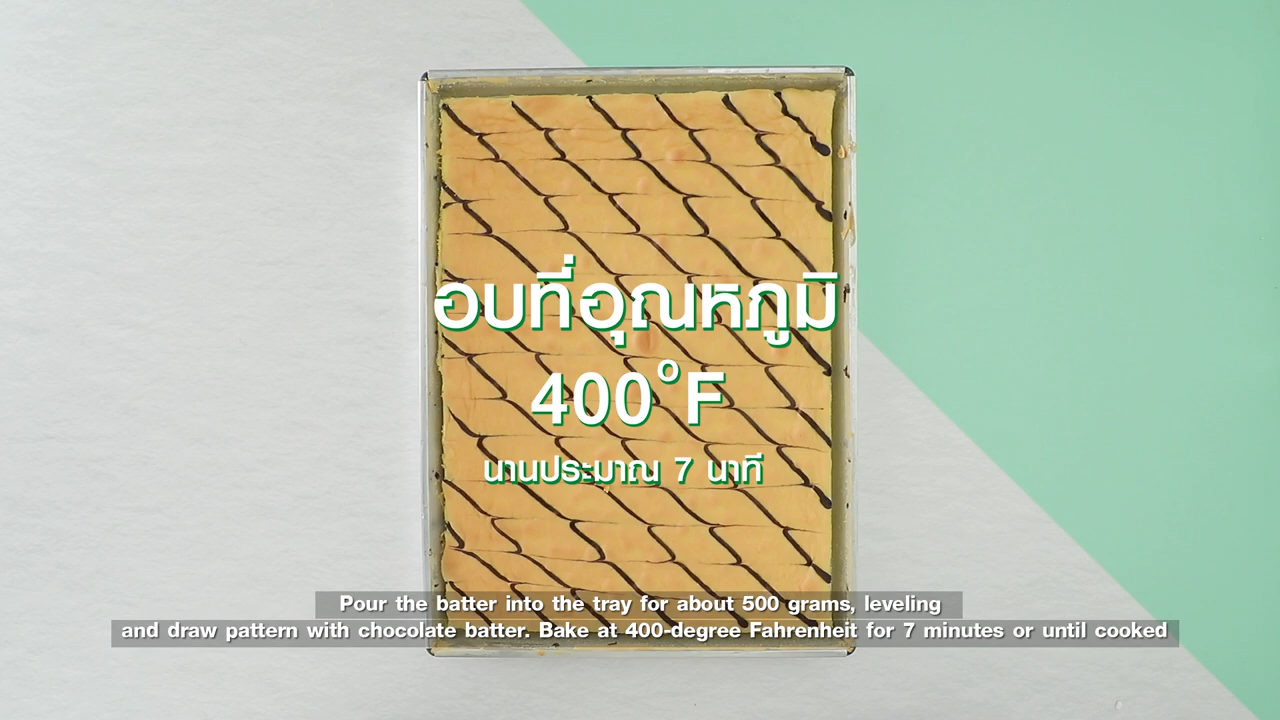 อบที่อุณหภูมิ
400°F
นานประมาณ 7 นาที
Pour the batter into the tray for about 500 grams, leveling
and draw pattern with chocolate batter. Bake at 400-degree Fahrenheit for 7 minutes or until cooked